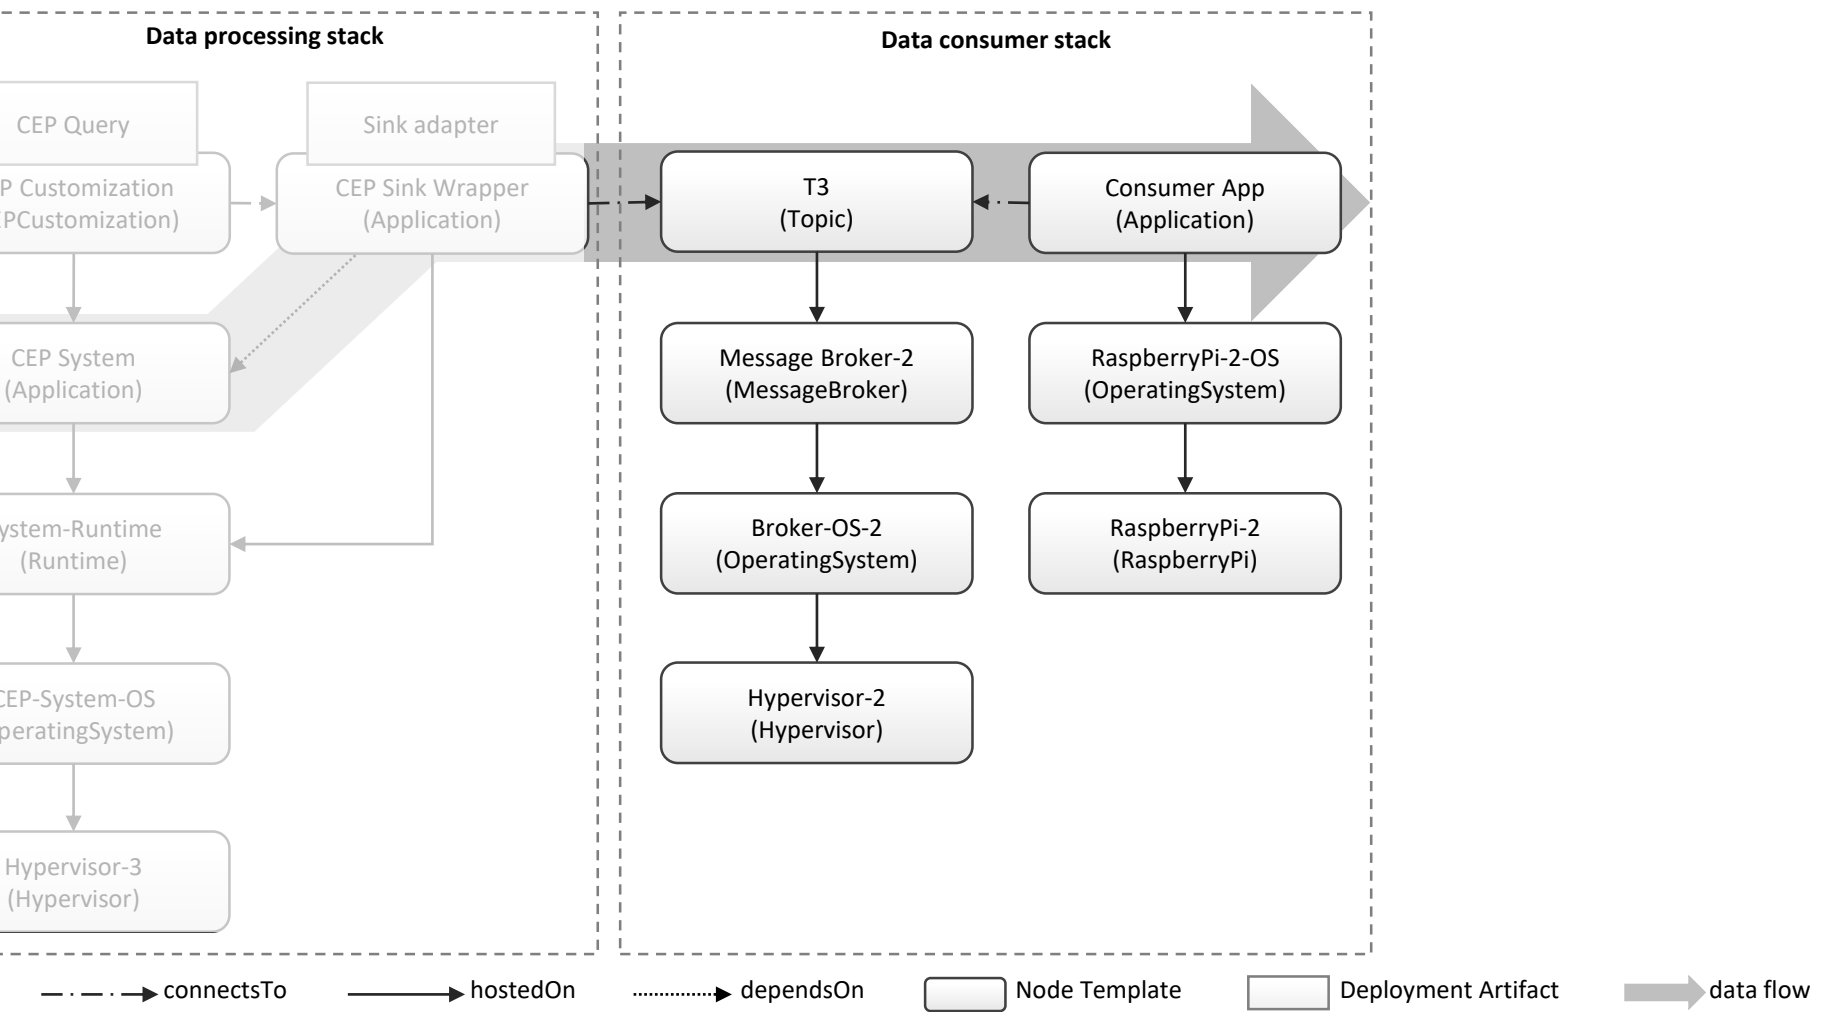 Data processing stack
Data consumer stack
CEP Query
Sink adapter
P Customization
PCustomization)
CEP Sink Wrapper
(Application)
T3
(Topic)
Consumer App
(Application)
CEP System
(Application)
Message Broker-2
(MessageBroker)
RaspberryPi-2-OS
(OperatingSystem)
ystem-Runtime
(Runtime)
Broker-OS-2
(OperatingSystem)
RaspberryPi-2
(RaspberryPi)
CEP-System-OS
peratingSystem)
Hypervisor-2
(Hypervisor)
Hypervisor-3
(Hypervisor)
connectsTo
hostedOn
dependsOn
Node Template
Deployment Artifact
data flow